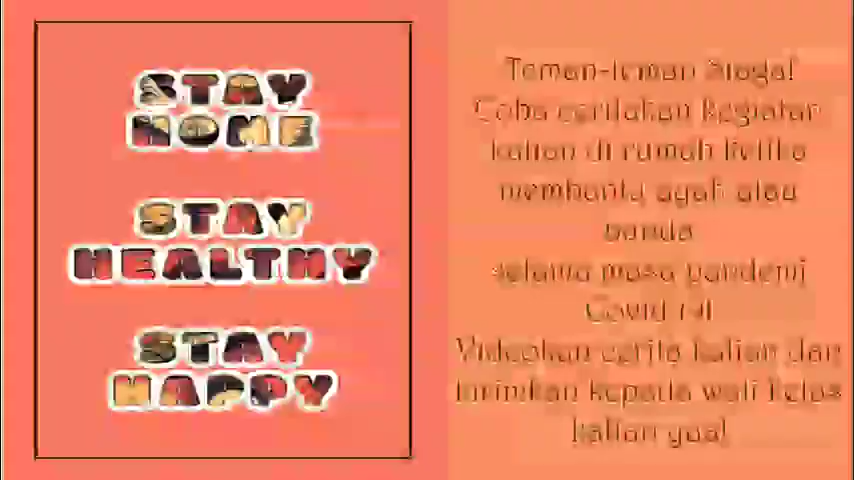 STAY
HOME
STAY
HEALTHY
STAY
HAPPY
Teman-teman
Coba ceritakan kegiatan
kalian di rumah ketika
membantu ayah atau
bunda
selama masa pandemi
Covid 19!
Videokan cerita kalian dan
kirimkan kepada wali kelas
kalian ya!